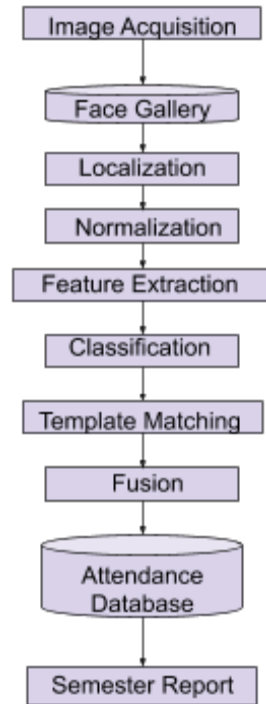 Image Acquisition
Face Gallery
Localization
Normalization
Feature Extraction
Classification
Template Matching
Fusion
Attendance
Database
Semester Report